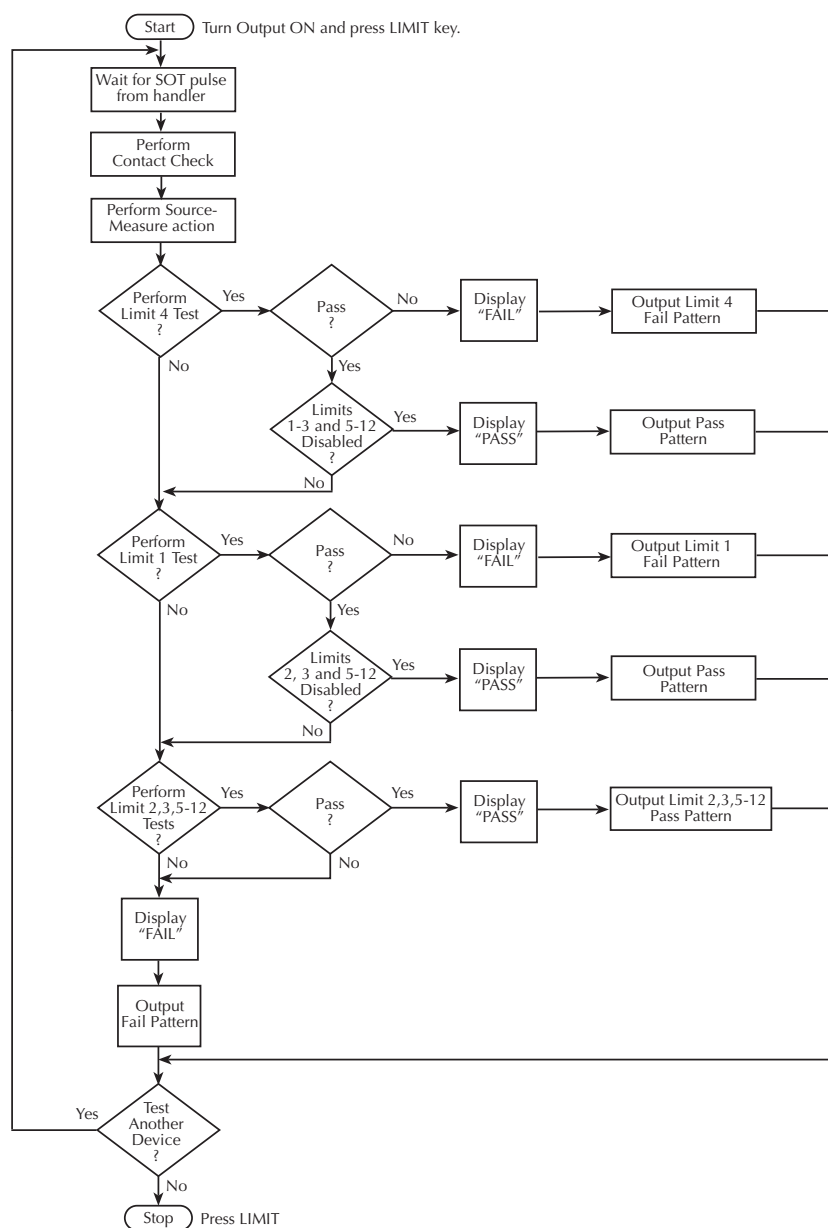 Start
Turn Output ON and press LIMIT key.
Wait for SOT pulse
from handler
Perform
Contact Check
Perform Source-
Measure action
Perform
Limit 4 Test
?
Yes
Pass
?
No
Display
“FAIL”
Output Limit 4
Fail Pattern
No
Yes
Limits
1-3 and 5-12
Disabled
?
Yes
Display
“PASS”
Output Pass
Pattern
No
Perform
Limit 1 Test
?
Yes
Pass
?
No
Display
“FAIL”
Output Limit 1
Fail Pattern
No
Yes
Limits
2, 3 and 5-12
Disabled
?
Yes
Display
“PASS”
Output Pass
Pattern
No
Perform
Limit 2,3,5-12
Tests
?
Yes
Pass
?
Yes
Display
“PASS”
Output Limit 2,3,5-12
Pass Pattern
No
No
Display
“FAIL”
Output
Fail Pattern
Yes
Test
Another
Device
?
No
Stop
Press LIMIT